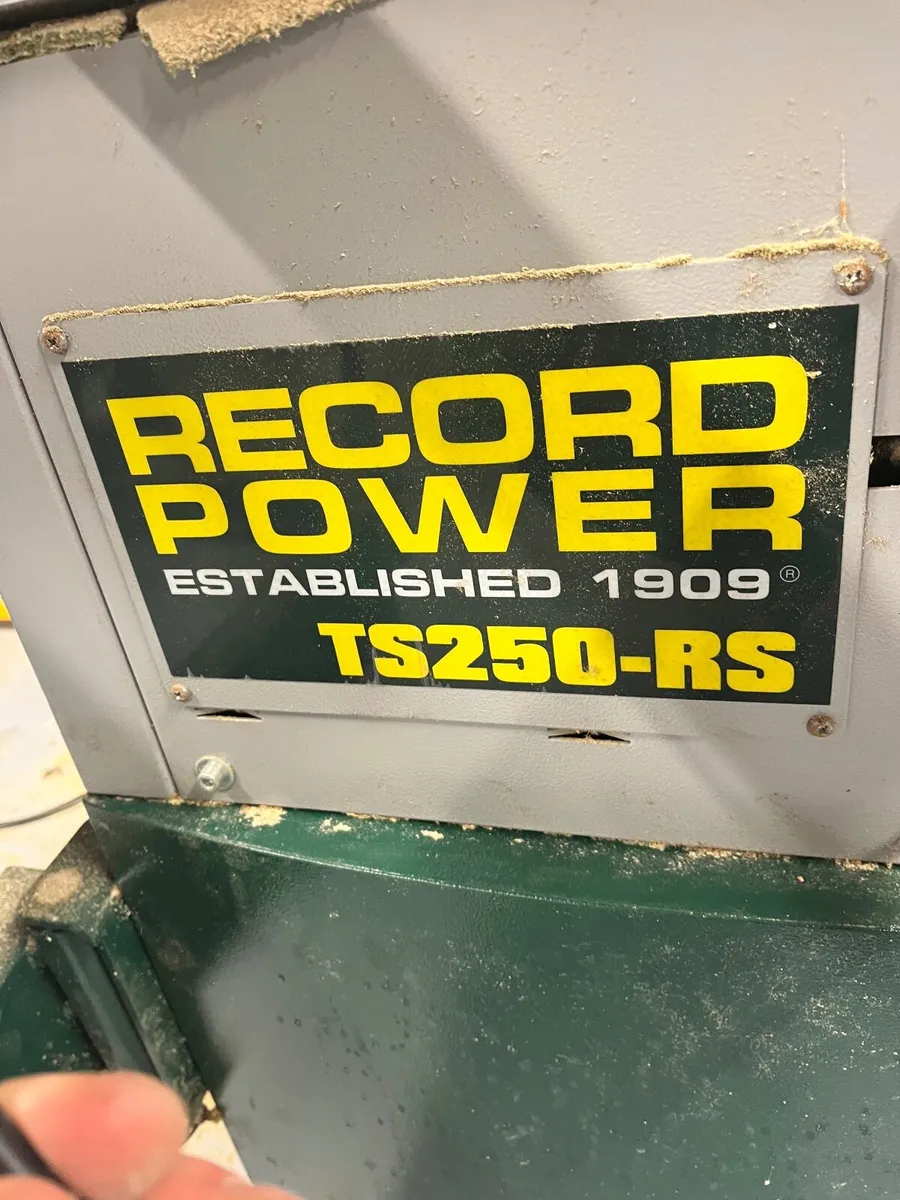 RECORD
POWER
ESTABLISHED 1909®
TS250-RS